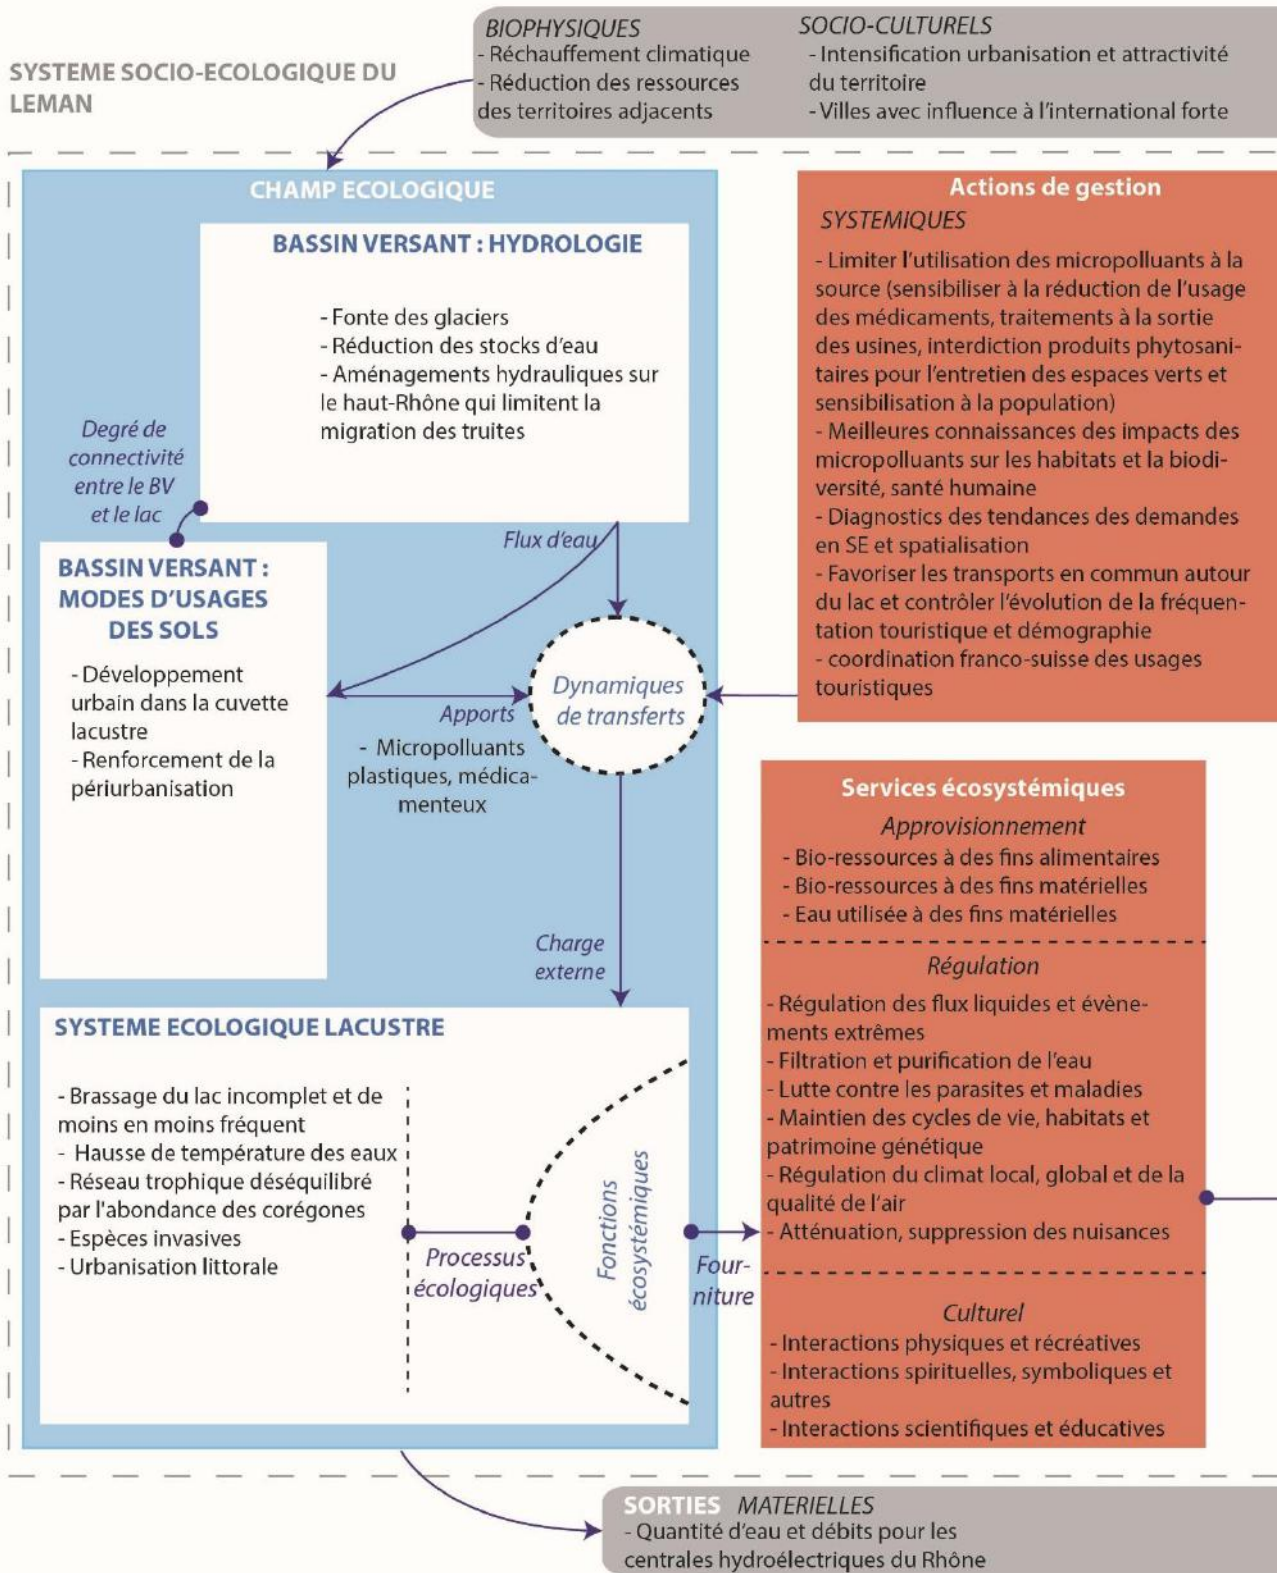 SYSTEME SOCIO-ECOLOGIQUE DU
LEMAN
BIOPHYSIQUES
- Réchauffement climatique
- Réduction des ressources
des territoires adjacents
SOCIO-CULTURELS
- Intensification urbanisation et attractivité
du territoire
- Villes avec influence à l'international forte
CHAMP ECOLOGIQUE
BASSIN VERSANT : HYDROLOGIE
- Fonte des glaciers
- Réduction des stocks d'eau
- Aménagements hydrauliques sur
le haut-Rhône qui limitent la
migration des truites
Degré de
connectivité
entre le BV
et le lac
Flux d'eau
BASSIN VERSANT :
MODES D'USAGES
DES SOLS
- Développement
urbain dans la cuvette
lacustre
- Renforcement de la
périurbanisation
Apports
- Micropolluants
plastiques, médica-
menteux
Dynamiques
de transferts
Charge
externe
SYSTEME ECOLOGIQUE LACUSTRE
- Brassage du lac incomplet et de
moins en moins fréquent
- Hausse de température des eaux
- Réseau trophique déséquilibré
par l'abondance des corégones
- Espèces invasives
- Urbanisation littorale
Processus
écologiques
Fonctions
écosystémiques
Four-
niture
Actions de gestion
SYSTEMIQUES
- Limiter l'utilisation des micropolluants à la
source (sensibiliser à la réduction de l'usage
des médicaments, traitements à la sortie
des usines, interdiction produits phytosani-
taires pour l'entretien des espaces verts et
sensibilisation à la population)
- Meilleures connaissances des impacts des
micropolluants sur les habitats et la biodi-
versité, santé humaine
- Diagnostics des tendances des demandes
en SE et spatialisation
- Favoriser les transports en commun autour
du lac et contrôler l'évolution de la fréquen-
tation touristique et démographie
- coordination franco-suisse des usages
touristiques
Services écosystémiques
Approvisionnement
- Bio-ressources à des fins alimentaires
- Bio-ressources à des fins matérielles
- Eau utilisée à des fins matérielles
Régulation
- Régulation des flux liquides et évène-
ments extrêmes
- Filtration et purification de l'eau
- Lutte contre les parasites et maladies
- Maintien des cycles de vie, habitats et
patrimoine génétique
- Régulation du climat local, global et de la
qualité de l'air
- Atténuation, suppression des nuisances
Culturel
- Interactions physiques et récréatives
- Interactions spirituelles, symboliques et
autres
- Interactions scientifiques et éducatives
SORTIES MATERIELLES
- Quantité d'eau et débits pour les
centrales hydroélectriques du Rhône